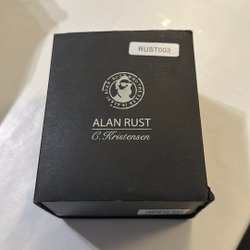 RUST003
ALAN RUST
C. Kristensen